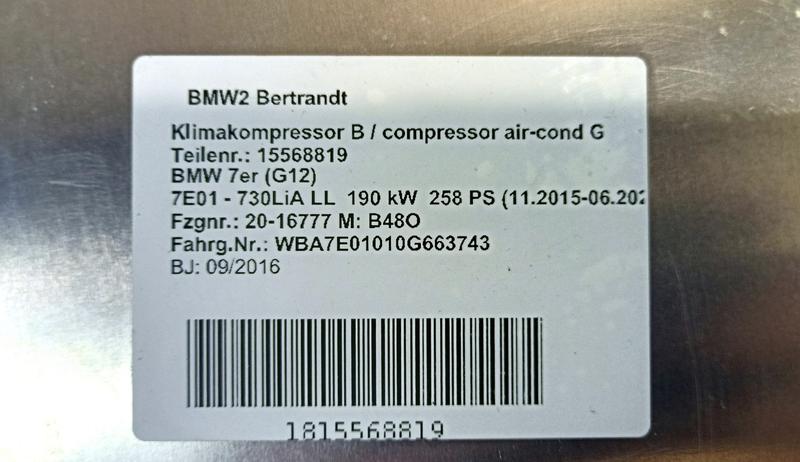 BMW2 Bertrandt
Klimakompressor B / compressor air-cond G
Teilenr.: 15568819
BMW 7er (G12)
7E01 - 730LiA LL 190 kW 258 PS (11.2015-06.202
Fzgnr.: 20-16777 M: B48O
Fahrg.Nr.: WBA7E01010G663743
BJ: 09/2016
1815568819